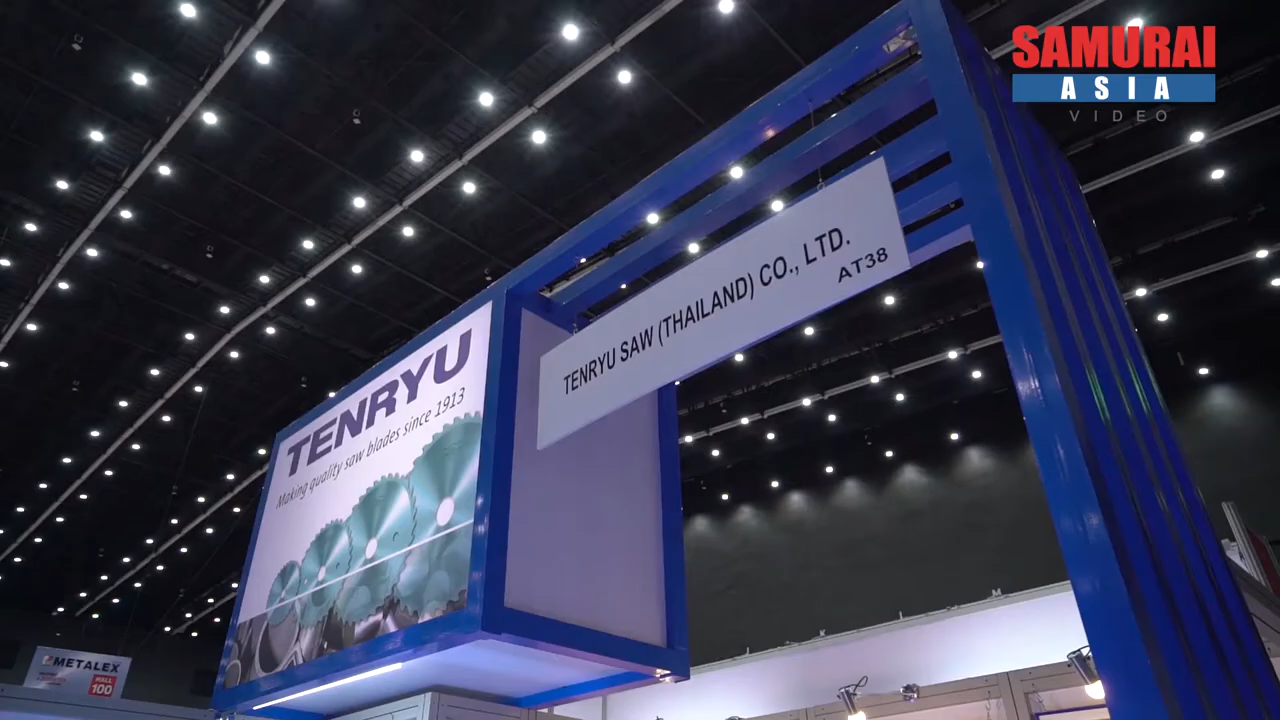 SAMURAI
ASIA
VIDEO
TENRYU SAW (THAILAND) CO., LTD.
AT38
TENRYU
Making quality saw blades since 1913
METALEX
HALL
100